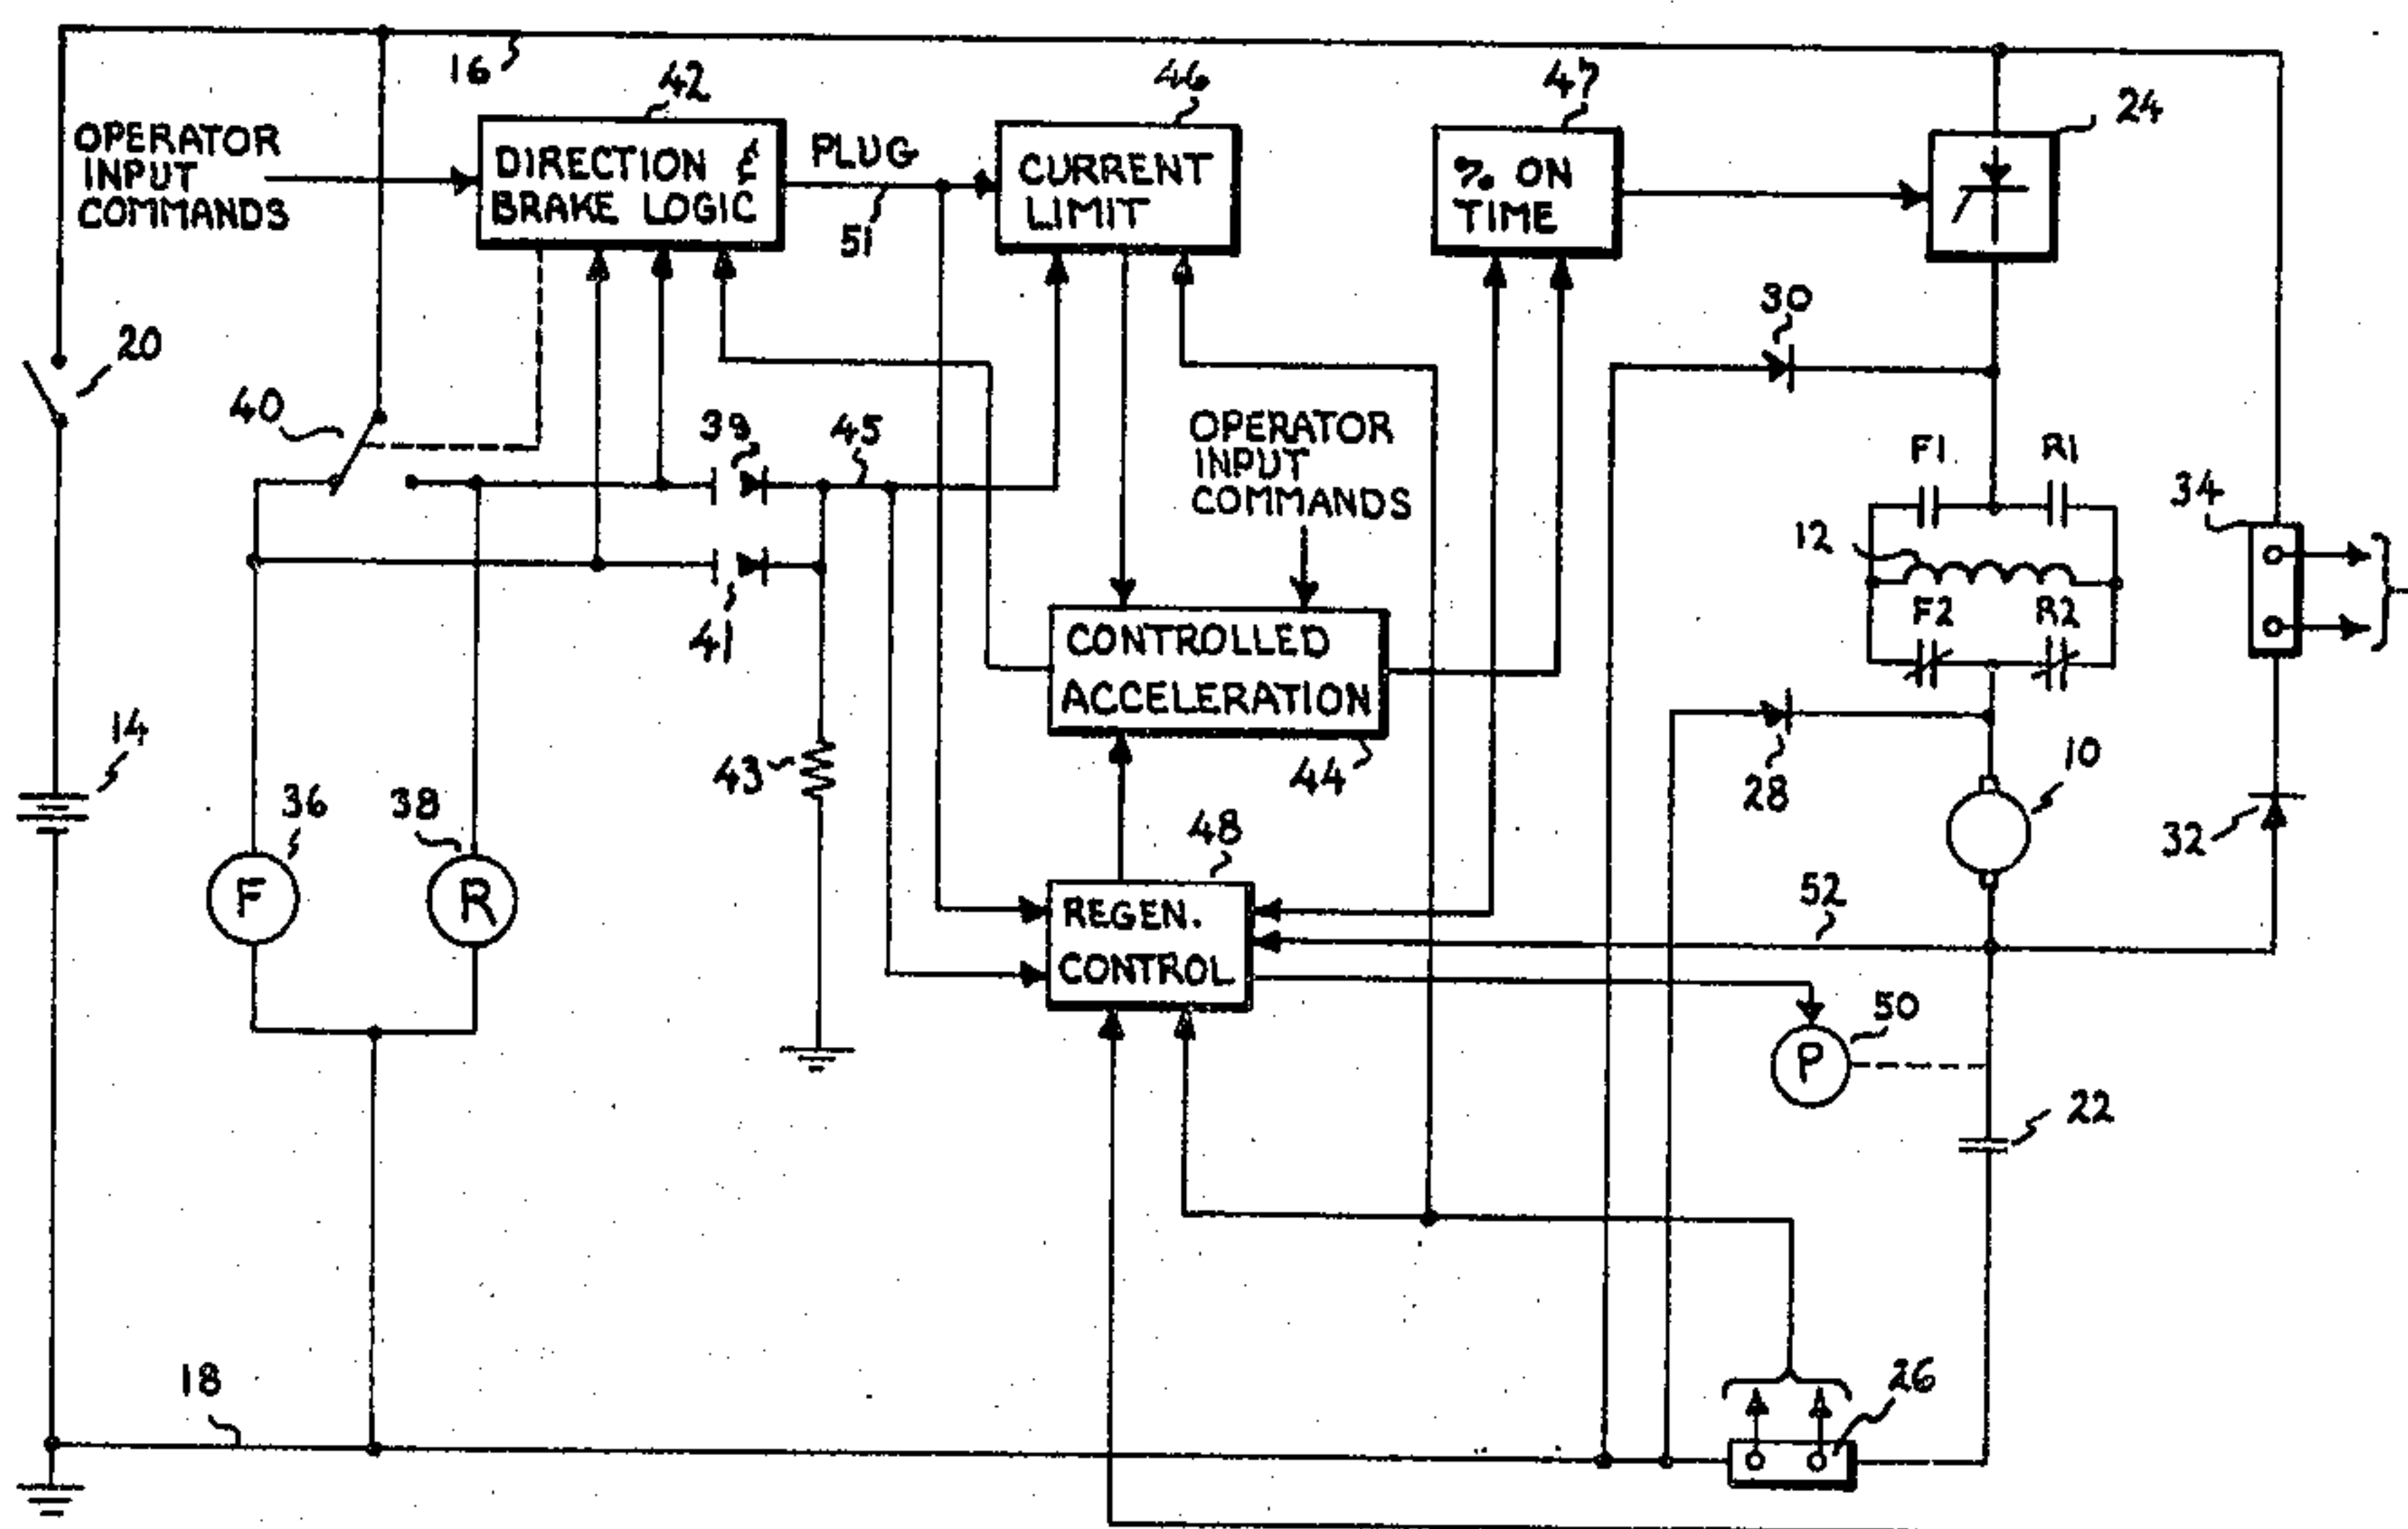 16
42
46
47
24
OPERATOR
INPUT
COMMANDS
DIRECTION &
BRAKE LOGIC
PLUG
51
CURRENT
LIMIT
% ON
TIME
30
20
40
39
45
OPERATOR
INPUT
COMMANDS
F1
R1
34
12
41
CONTROLLED
ACCELERATION
F2
R2
14
43
44
28
10
36
38
48
32
F
R
REGEN.
CONTROL
52
50
P
22
18
26